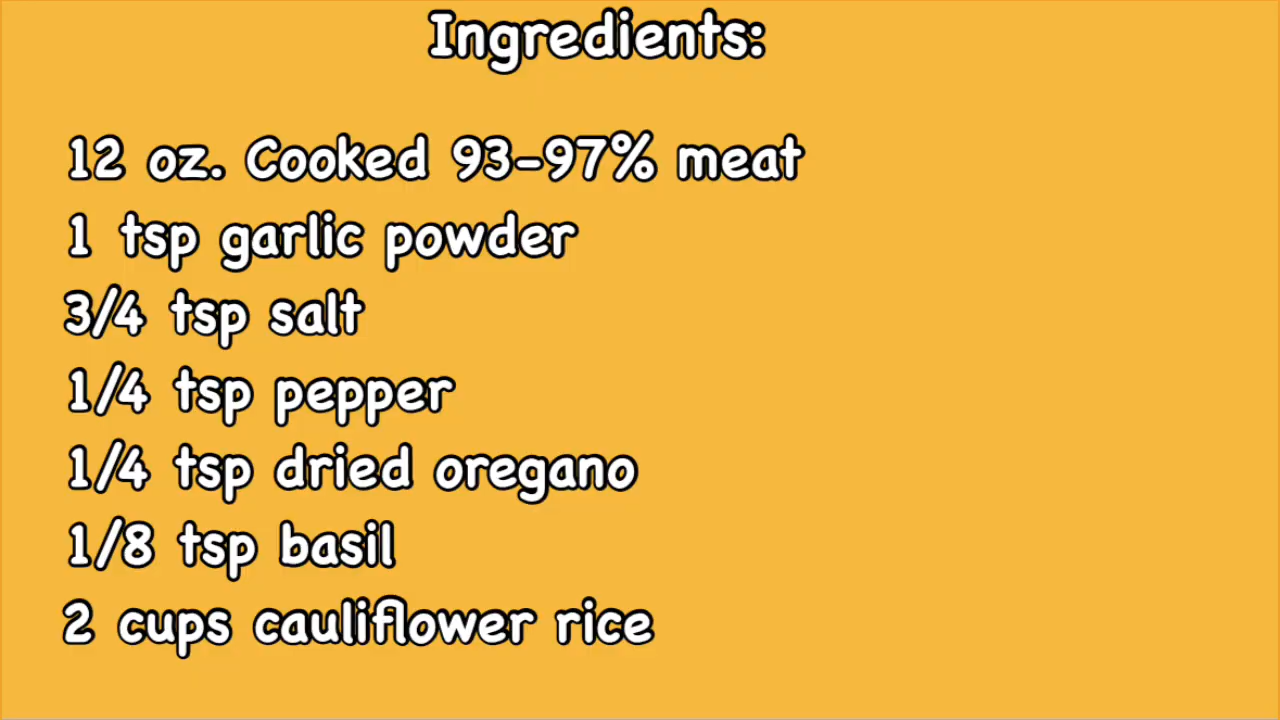 Ingredients:
12 oz. Cooked 93-97% meat
1 tsp garlic powder
3/4 tsp salt
1/4 tsp pepper
1/4 tsp dried oregano
1/8 tsp basil
2 cups cauliflower rice